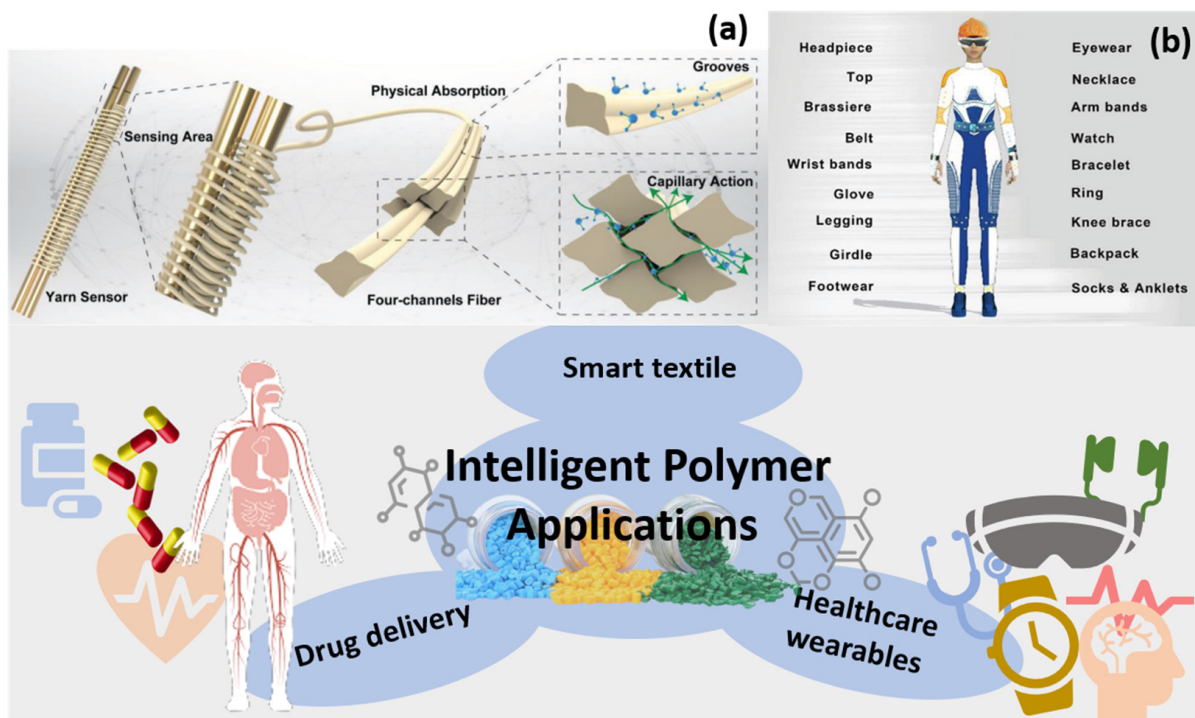 (a)
Grooves
Physical Absorption
Sensing Area
Capillary Action
Yarn Sensor
Four-channels Fiber
(b)
Headpiece
Top
Brassiere
Belt
Wrist bands
Glove
Legging
Girdle
Footwear
Eyewear
Necklace
Arm bands
Watch
Bracelet
Ring
Knee brace
Backpack
Socks & Anklets
Smart textile
Intelligent Polymer
Applications
Drug delivery
Healthcare
wearables